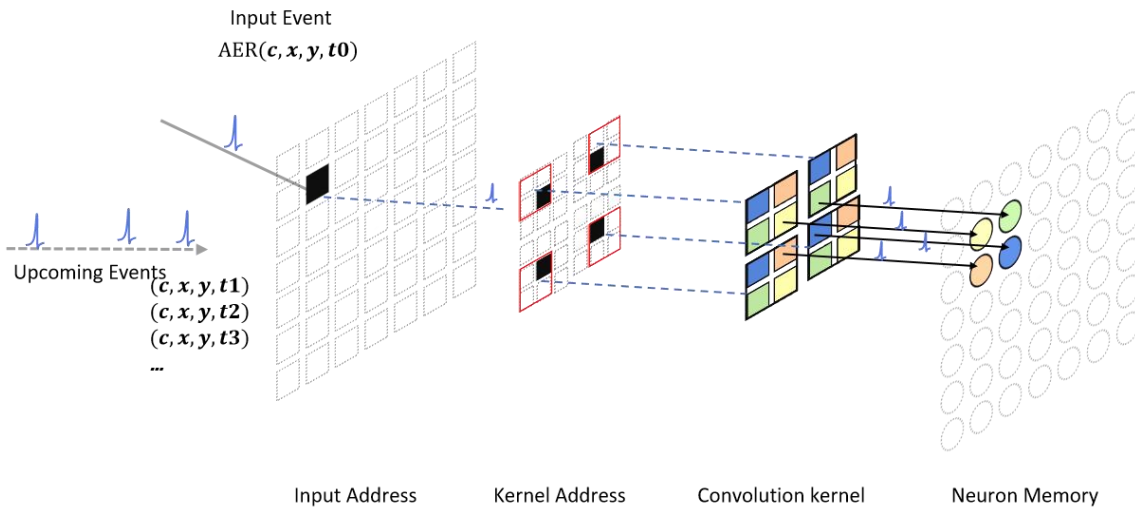 Input Event
AER(c, x, y, t0)
Upcoming Events
(c, x, y, t1)
(c, x, y, t2)
(c, x, y, t3)
...
Input Address
Kernel Address
Convolution kernel
Neuron Memory